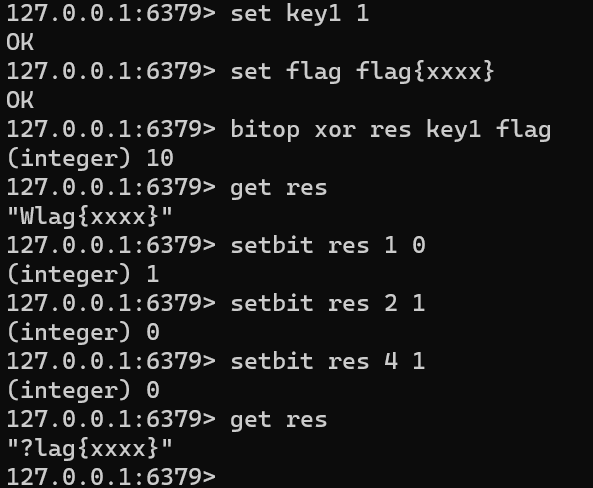 127.0.0.1:6379> set key1 1
OK
127.0.0.1:6379> set flag flag{xxxx}
OK
127.0.0.1:6379> bitop xor res key1 flag
(integer) 10
127.0.0.1:6379> get res
"Wlag{xxxx}"
127.0.0.1:6379> setbit res 1 0
(integer) 1
127.0.0.1:6379> setbit res 2 1
(integer) 0
127.0.0.1:6379> setbit res 4 1
(integer) 0
127.0.0.1:6379> get res
"?lag{xxxx}"
127.0.0.1:6379>